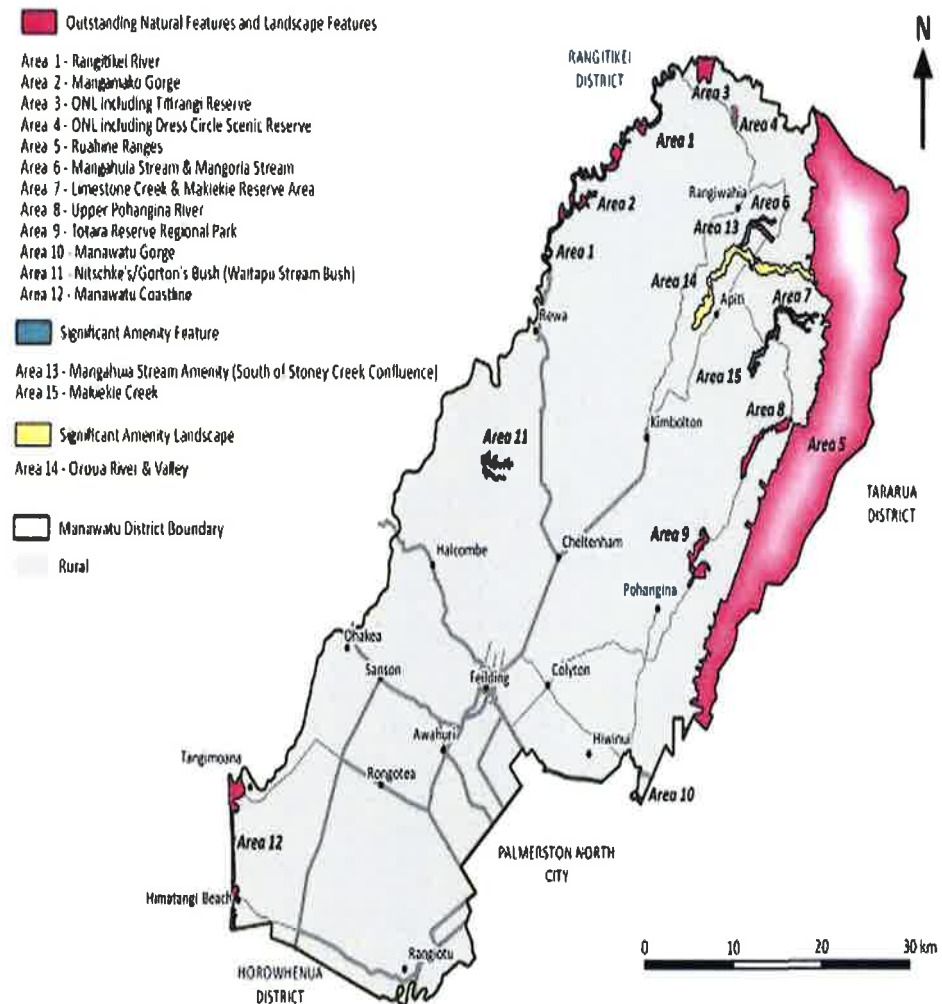 Outstanding Natural Features and Landscape Features
Area 1 - Rangitikei River
Area 2 - Mangamako Gorge
Area 3 - ONL including Titirangi Reserve
Area 4 - ONL including Dress Circle Scenic Reserve
Area 5 - Ruahine Ranges
Area 6 - Mangahuia Stream & Mangoria Stream
Area 7 - Limestone Creek & Makiekie Reserve Area
Area 8 - Upper Pohangina River
Area 9 - Totara Reserve Regional Park
Area 10 - Manawatu Gorge
Area 11 - Nitschke's/Gorton's Bush (Waitapu Stream Bush)
Area 12 - Manawatu Coastline
Significant Amenity Feature
Area 13 - Mangahuia Stream Amenity (South of Stoney Creek Confluence)
Area 15 - Makiekie Creek
Significant Amenity Landscape
Area 14 - Oroua River & Valley
Manawatu District Boundary
Rural
N
RANGITIKEI
DISTRICT
Area 3
Area 4
Area 1
Area 2
Rangiwahia
Area 6
Area 13
Area 1
Area 14
Area 7
Apiti
Rewa
Area 15
Area 8
Kimbolton
Area 11
Area 5
TARARUA
DISTRICT
Area 9
Cheltenham
Halcombe
Pohangina
Ohakea
Sanson
Feilding
Colyton
Awahuri
Hiwinui
Tangimoana
Rongotea
Area 10
Area 12
PALMERSTON NORTH
CITY
Himatangi Beach
Rangiotu
HOROWHENUA
DISTRICT
0 10 20 30 km